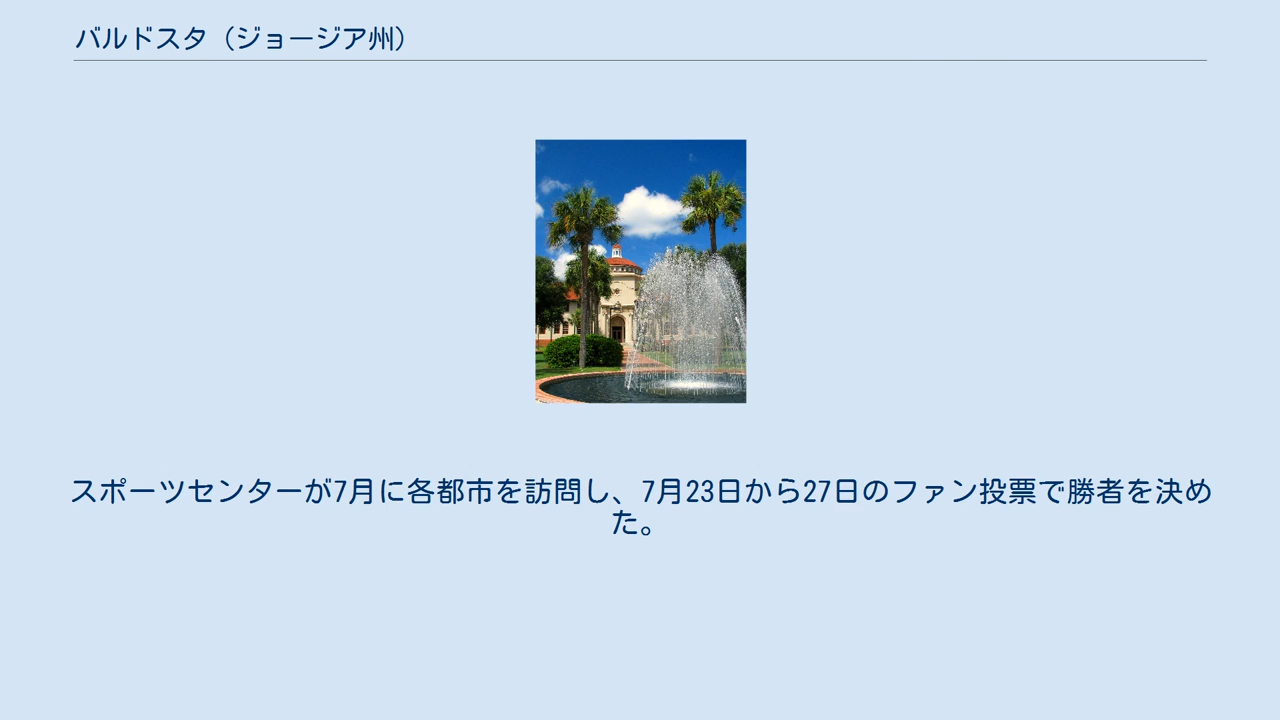 バルドスタ（ジョージア州）
スポーツセンターが7月に各都市を訪問し、7月23日から27日のファン投票で勝者を決め
た。